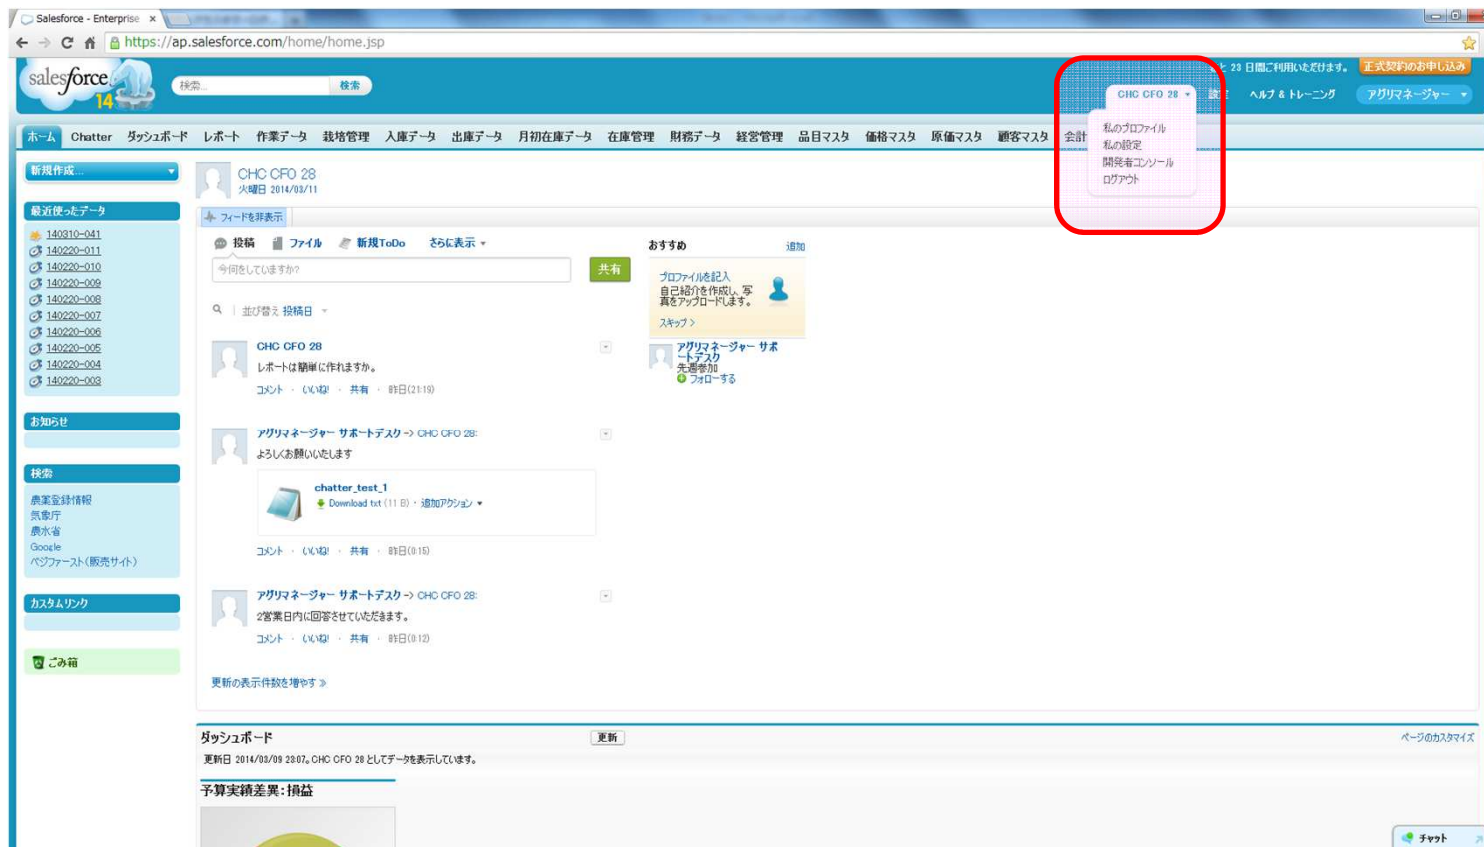 Salesforce - Enterprise
https://ap.salesforce.com/home/home.jsp
salesforce
14
検索...
検索
23 日間ご利用いただけます。
正式契約のお申し込み
CHC CFO 28
設定
ヘルプ & トレーニング
アグリマネージャー
ホーム Chatter ダッシュボード レポート 作業データ 栽培管理 入庫データ 出庫データ 月初在庫データ 在庫管理 財務データ 経営管理 品目マスタ 価格マスタ 原価マスタ 顧客マスタ 会計
私のプロファイル
私の設定
開発者コンソール
ログアウト
新規作成...
最近使ったデータ
140310-041
140220-011
140220-010
140220-009
140220-008
140220-007
140220-006
140220-005
140220-004
140220-003
お知らせ
検索
農薬登録情報
気象庁
農水省
Google
ベジファースト(販売サイト)
カスタムリンク
ごみ箱
CHC CFO 28
火曜日 2014/03/11
フィードを非表示
投稿 ファイル 新規ToDo さらに表示
今何をしていますか?
共有
並び替え 投稿日
CHC CFO 28
レポートは簡単に作れますか。
コメント · いいね! · 共有 · 昨日(21:19)
アグリマネージャー サポートデスク -> CHC CFO 28:
よろしくお願いいたします
chatter_test_1
Download txt (11 B) · 追加アクション
コメント · いいね! · 共有 · 昨日(0:15)
アグリマネージャー サポートデスク -> CHC CFO 28:
2営業日内に回答させていただきます。
コメント · いいね! · 共有 · 昨日(0:12)
更新の表示件数を増やす »
おすすめ
追加
プロファイルを記入
自己紹介を作成し、写
真をアップロードします。
スキップ >
アグリマネージャー サポ
ートデスク
先週参加
フォローする
ダッシュボード
更新
ページのカスタマイズ
更新日 2014/03/09 23:07。CHC CFO 28 としてデータを表示しています。
予算実績差異:損益
チャット